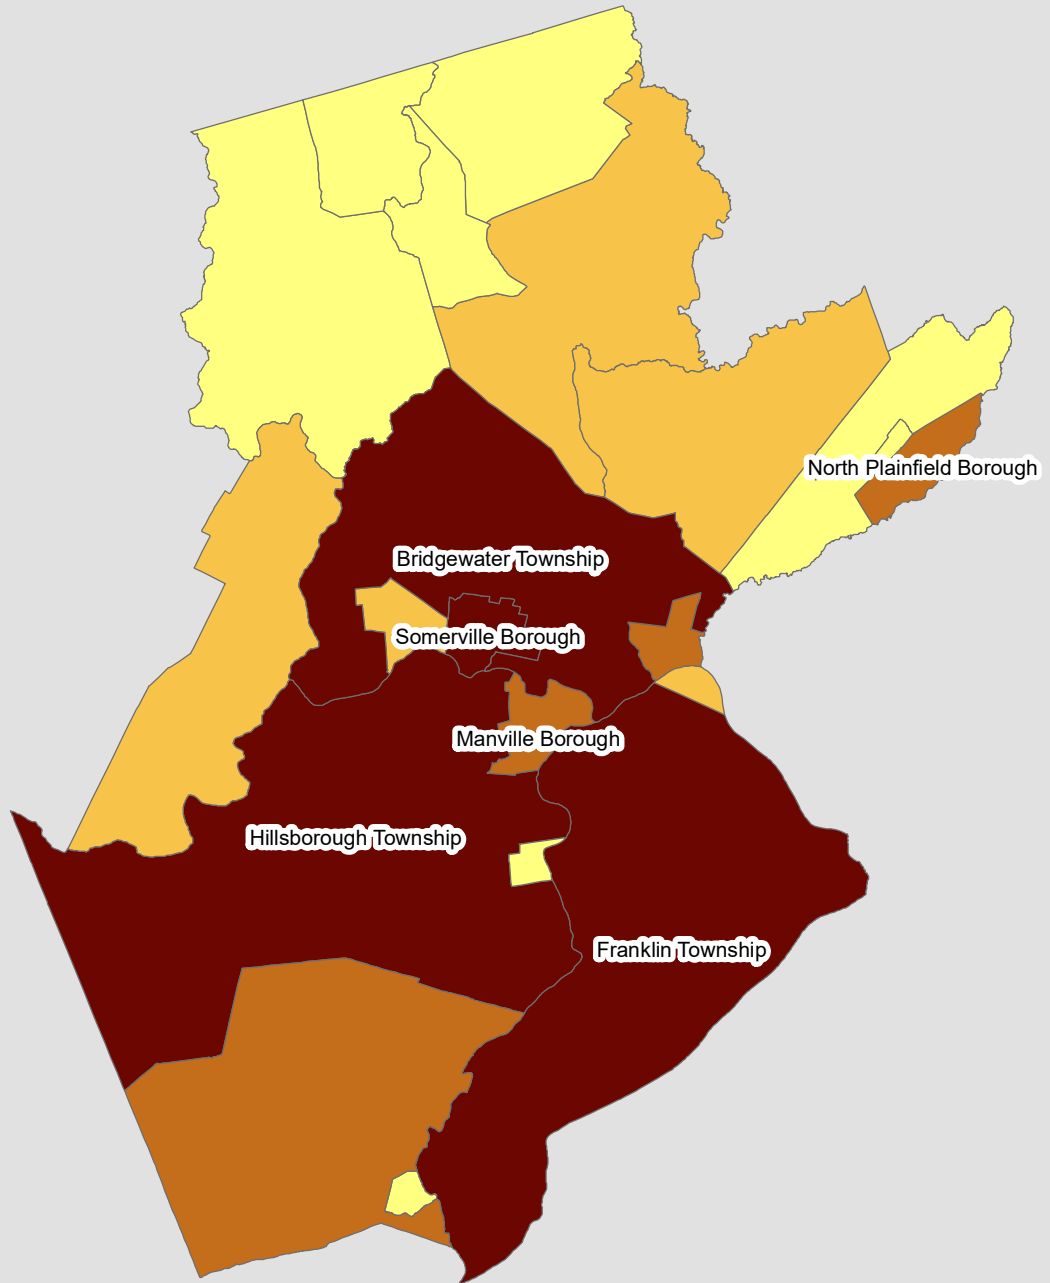 North Plainfield Borough
Bridgewater Township
Somerville Borough
Manville Borough
Hillsborough Township
Franklin Township